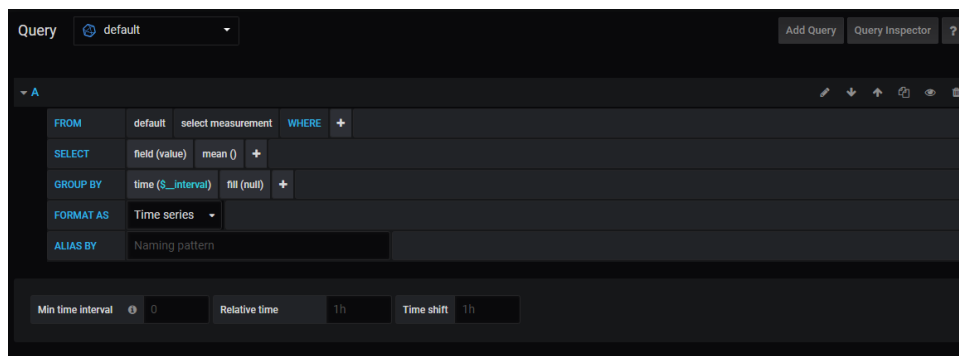 Query default Add Query Query Inspector ?
A
FROM default select measurement WHERE +
SELECT field (value) mean () +
GROUP BY time ($__interval) fill (null) +
FORMAT AS Time series
ALIAS BY Naming pattern
Min time interval 0 Relative time 1h Time shift 1h